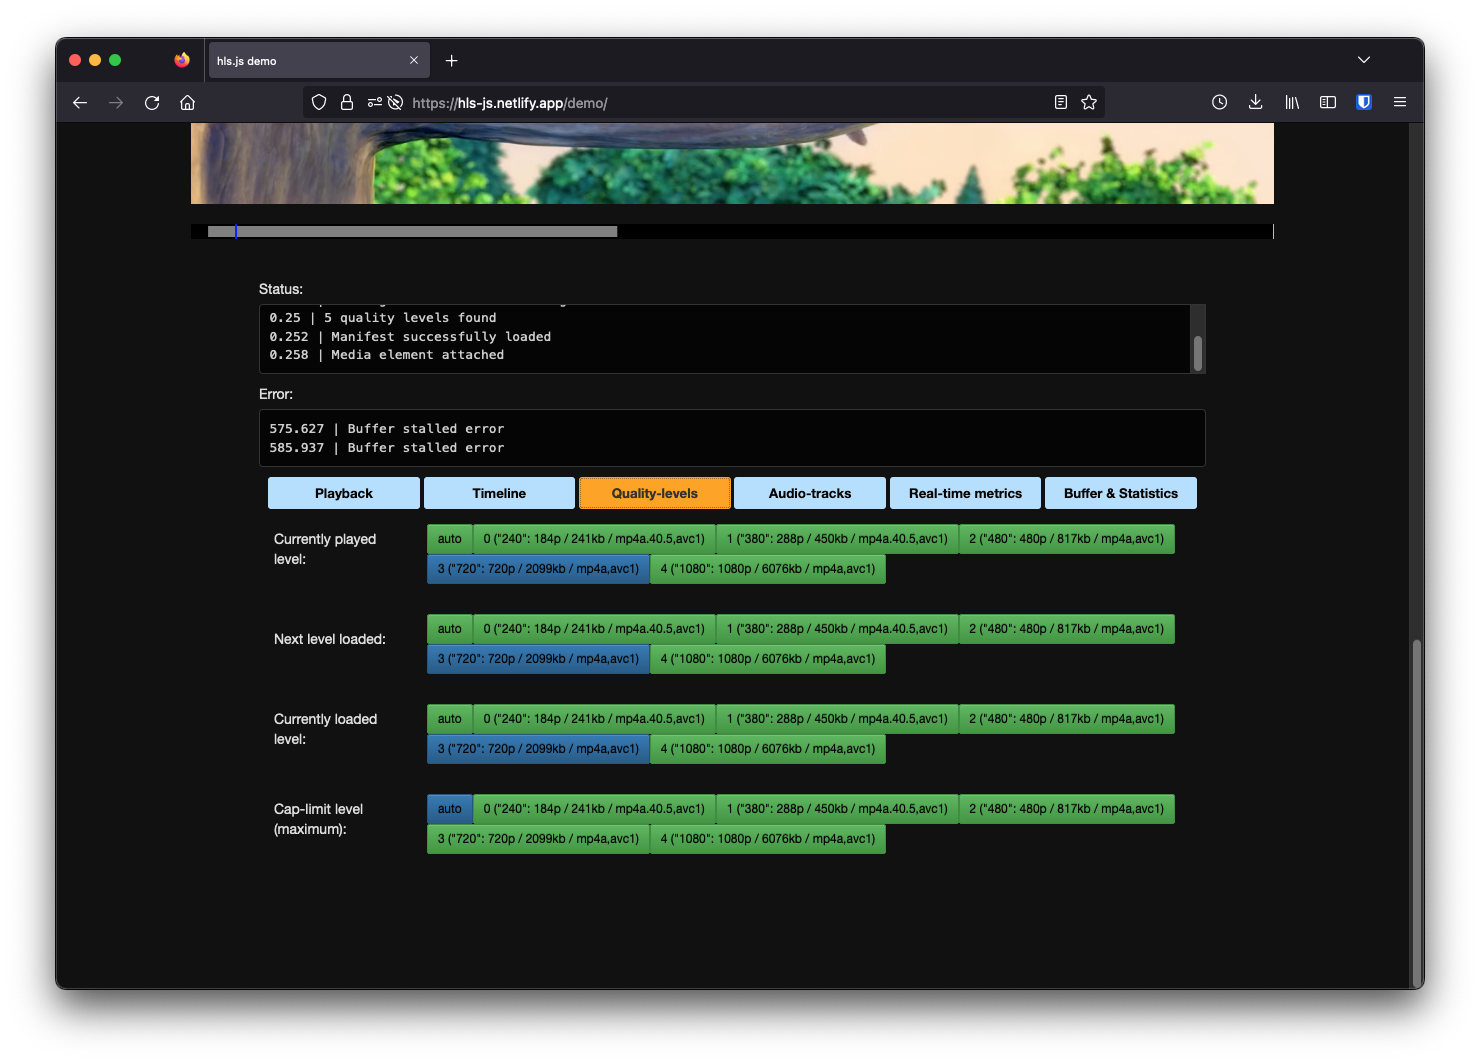 hls.js demo
https://hls-js.netlify.app/demo/
Status:
0.25 | 5 quality levels found
0.252 | Manifest successfully loaded
0.258 | Media element attached
Error:
575.627 | Buffer stalled error
585.937 | Buffer stalled error
Playback Timeline Quality-levels Audio-tracks Real-time metrics Buffer & Statistics
Currently played level:
auto 0 ("240": 184p / 241kb / mp4a.40.5,avc1) 1 ("380": 288p / 450kb / mp4a.40.5,avc1) 2 ("480": 480p / 817kb / mp4a,avc1)
3 ("720": 720p / 2099kb / mp4a,avc1) 4 ("1080": 1080p / 6076kb / mp4a,avc1)
Next level loaded:
auto 0 ("240": 184p / 241kb / mp4a.40.5,avc1) 1 ("380": 288p / 450kb / mp4a.40.5,avc1) 2 ("480": 480p / 817kb / mp4a,avc1)
3 ("720": 720p / 2099kb / mp4a,avc1) 4 ("1080": 1080p / 6076kb / mp4a,avc1)
Currently loaded level:
auto 0 ("240": 184p / 241kb / mp4a.40.5,avc1) 1 ("380": 288p / 450kb / mp4a.40.5,avc1) 2 ("480": 480p / 817kb / mp4a,avc1)
3 ("720": 720p / 2099kb / mp4a,avc1) 4 ("1080": 1080p / 6076kb / mp4a,avc1)
Cap-limit level (maximum):
auto 0 ("240": 184p / 241kb / mp4a.40.5,avc1) 1 ("380": 288p / 450kb / mp4a.40.5,avc1) 2 ("480": 480p / 817kb / mp4a,avc1)
3 ("720": 720p / 2099kb / mp4a,avc1) 4 ("1080": 1080p / 6076kb / mp4a,avc1)